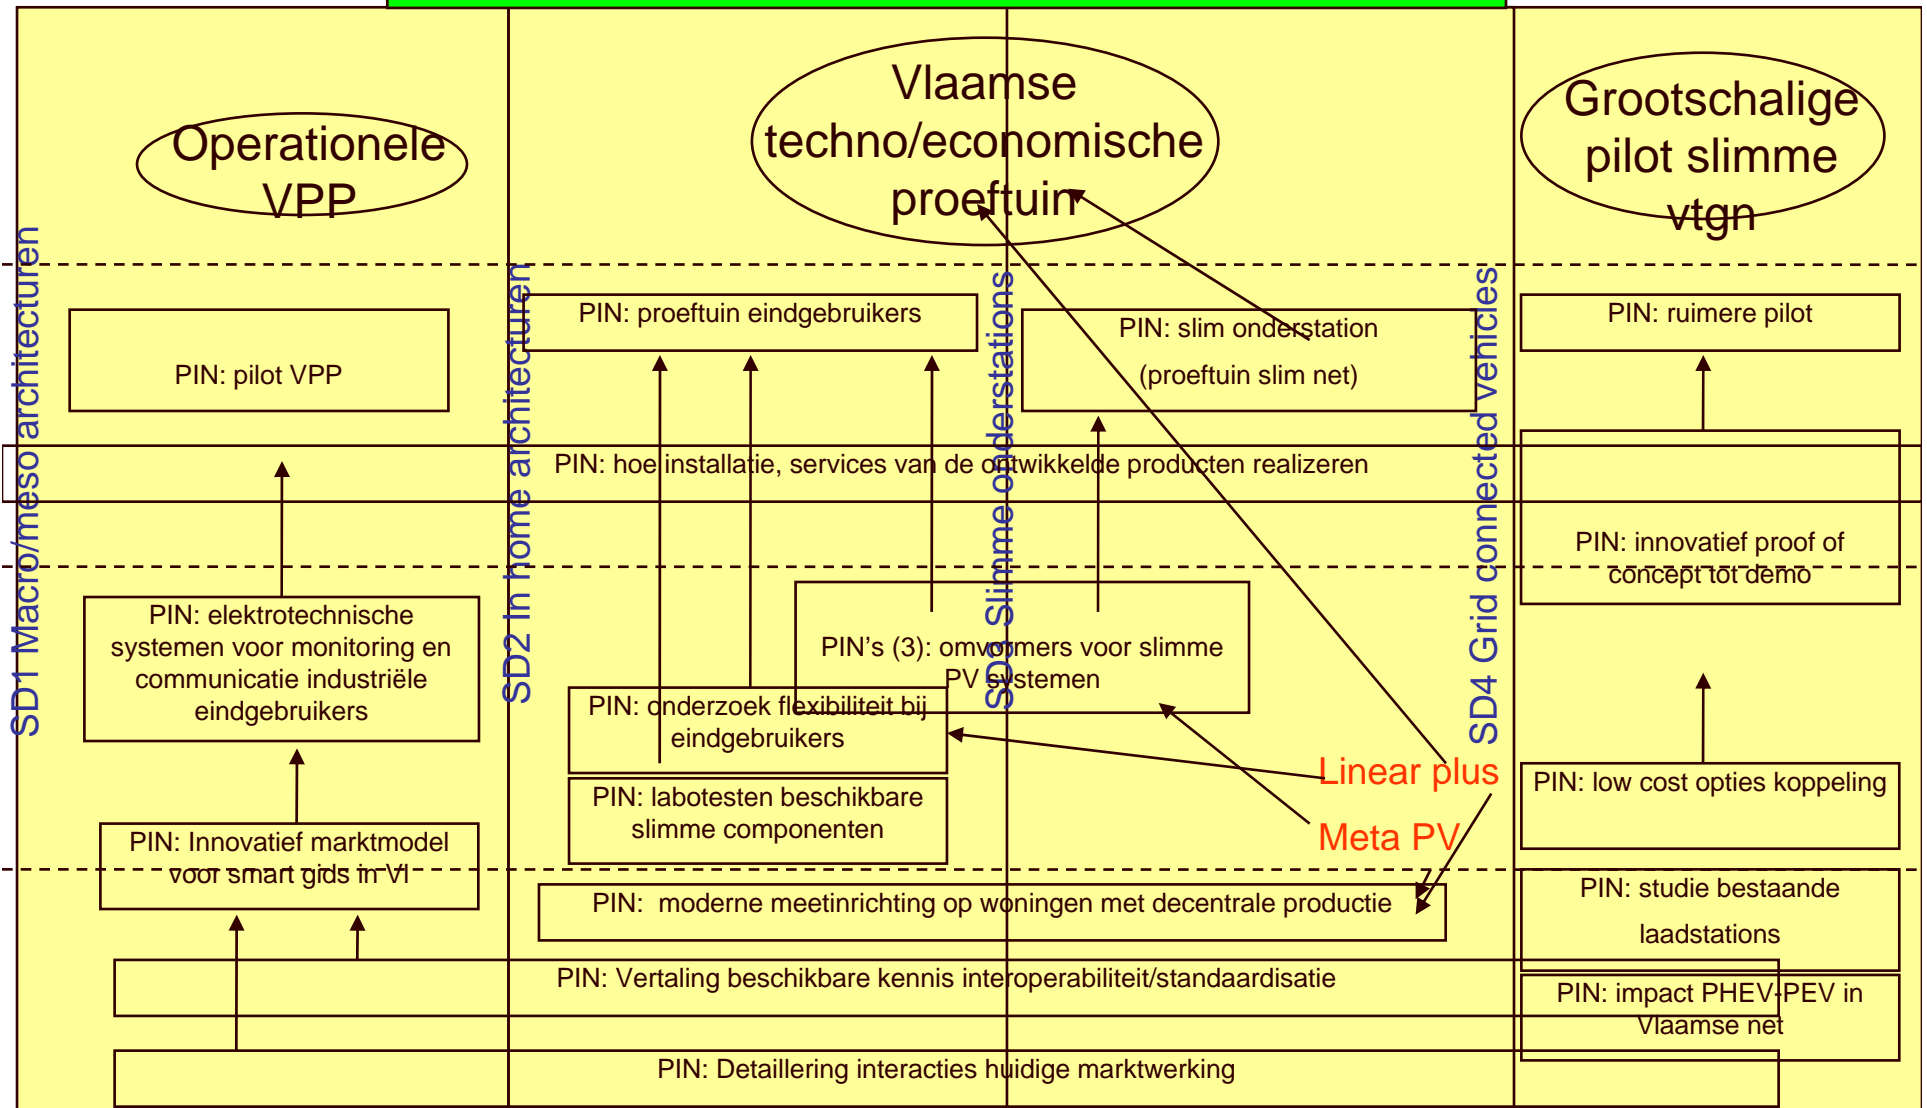 Operationele
VPP
Vlaamse
techno/economische
proeftuin
Grootschalige
pilot slimme
vtgn
SD1 Macro/meso architecturen
SD2 In home architecturen
SD3 Slimme onderstations
SD4 Grid connected vehicles
PIN: pilot VPP
PIN: proeftuin eindgebruikers
PIN: slim onderstation
(proeftuin slim net)
PIN: ruimere pilot
PIN: hoe installatie, services van de ontwikkelde producten realizeren
PIN: innovatief proof of
concept tot demo
PIN: elektrotechnische
systemen voor monitoring en
communicatie industriële
eindgebruikers
PIN's (3): omvormers voor slimme
PV systemen
PIN: onderzoek flexibiliteit bij
eindgebruikers
Linear plus
PIN: low cost opties koppeling
PIN: labotesten beschikbare
slimme componenten
Meta PV
PIN: Innovatief marktmodel
voor smart gids in Vl
PIN: moderne meetinrichting op woningen met decentrale productie
PIN: studie bestaande
laadstations
PIN: Vertaling beschikbare kennis interoperabiliteit/standaardisatie
PIN: impact PHEV-PEV in
Vlaamse net
PIN: Detaillering interacties huidige marktwerking